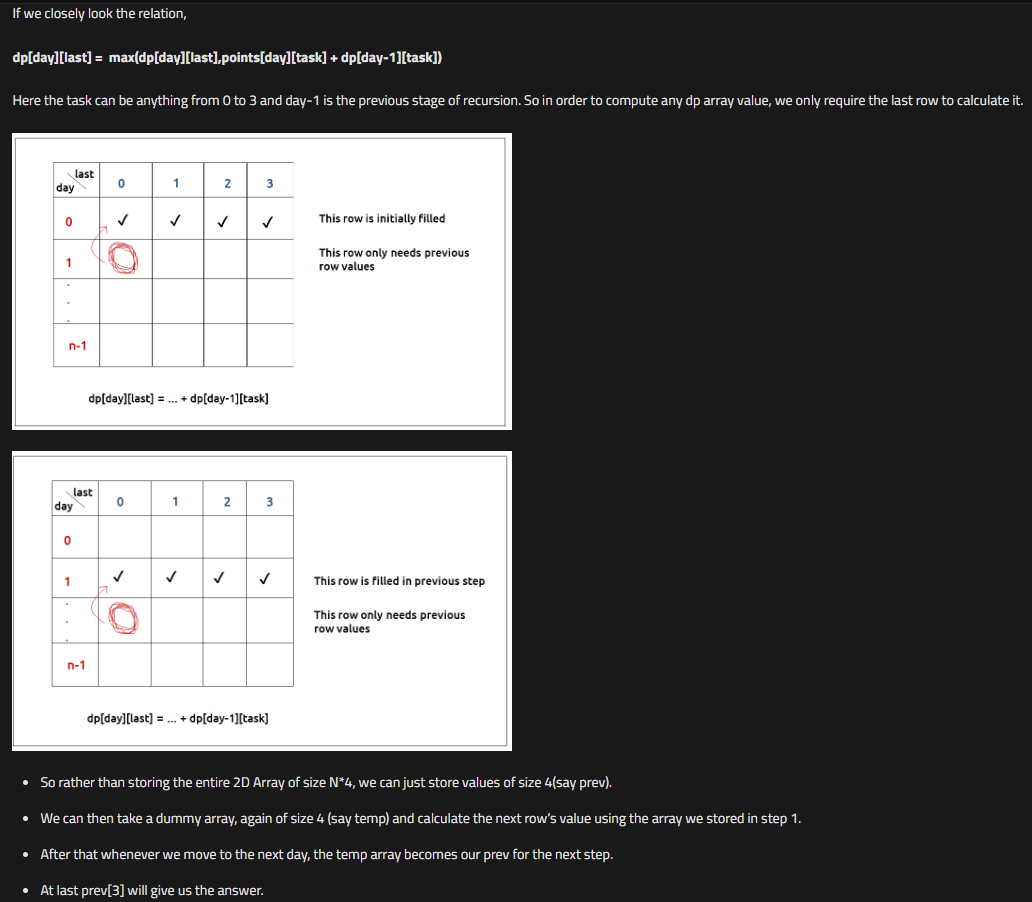 If we closely look the relation,
dp[day][last] = max(dp[day][last],points[day][task] + dp[day-1][task])
Here the task can be anything from 0 to 3 and day-1 is the previous stage of recursion. So in order to compute any dp array value, we only require the last row to calculate it.
last
day
0 1 2 3
0 ✓ ✓ ✓ ✓
This row is initially filled
1
This row only needs previous
row values
.
.
.
n-1
dp[day][last] = ... + dp[day-1][task]
last
day
0 1 2 3
0
1 ✓ ✓ ✓ ✓
This row is filled in previous step
.
.
.
This row only needs previous
row values
n-1
dp[day][last] = ... + dp[day-1][task]
• So rather than storing the entire 2D Array of size N*4, we can just store values of size 4(say prev).
• We can then take a dummy array, again of size 4 (say temp) and calculate the next row’s value using the array we stored in step 1.
• After that whenever we move to the next day, the temp array becomes our prev for the next step.
• At last prev[3] will give us the answer.